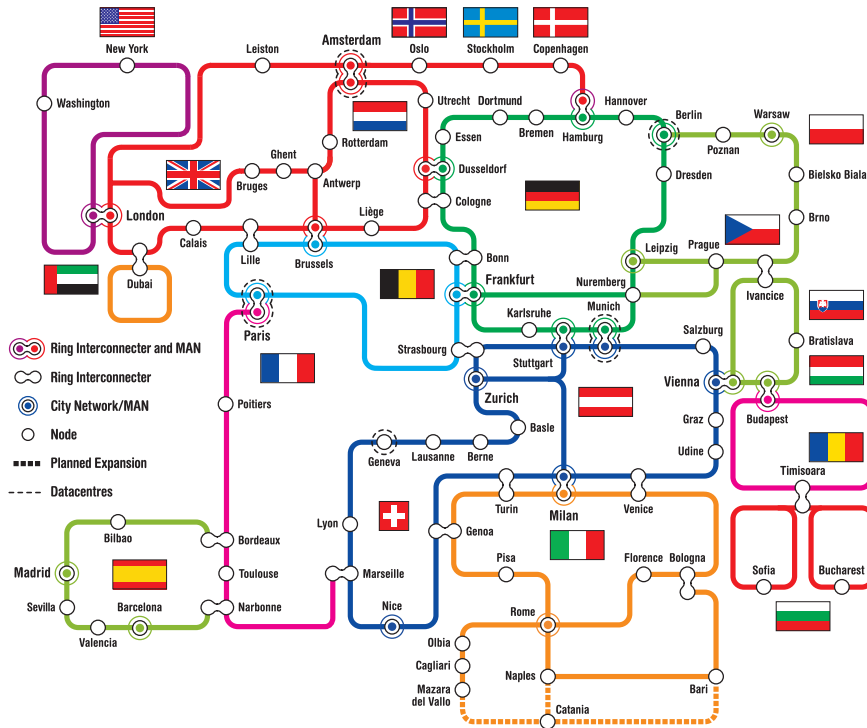 New York
Washington
Leiston
Amsterdam
Oslo
Stockholm
Copenhagen
Utrecht
Dortmund
Bremen
Hamburg
Hannover
Berlin
Poznan
Warsaw
Rotterdam
Essen
Bruges
Ghent
Antwerp
Dusseldorf
Dresden
Bielsko Biala
London
Cologne
Brno
Calais
Liège
Lille
Brussels
Bonn
Leipzig
Prague
Dubai
Frankfurt
Nuremberg
Ivancice
Paris
Karlsruhe
Munich
Salzburg
Bratislava
Strasbourg
Stuttgart
Vienna
Ring Interconnecter and MAN
Ring Interconnecter
City Network/MAN
Node
Planned Expansion
Datacentres
Zurich
Budapest
Poitiers
Basle
Graz
Geneva
Lausanne
Berne
Udine
Timisoara
Turin
Milan
Venice
Lyon
Bilbao
Bordeaux
Genoa
Madrid
Toulouse
Marseille
Pisa
Florence
Bologna
Sofia
Bucharest
Sevilla
Barcelona
Narbonne
Nice
Rome
Valencia
Olbia
Cagliari
Naples
Bari
Mazara
del Vallo
Catania